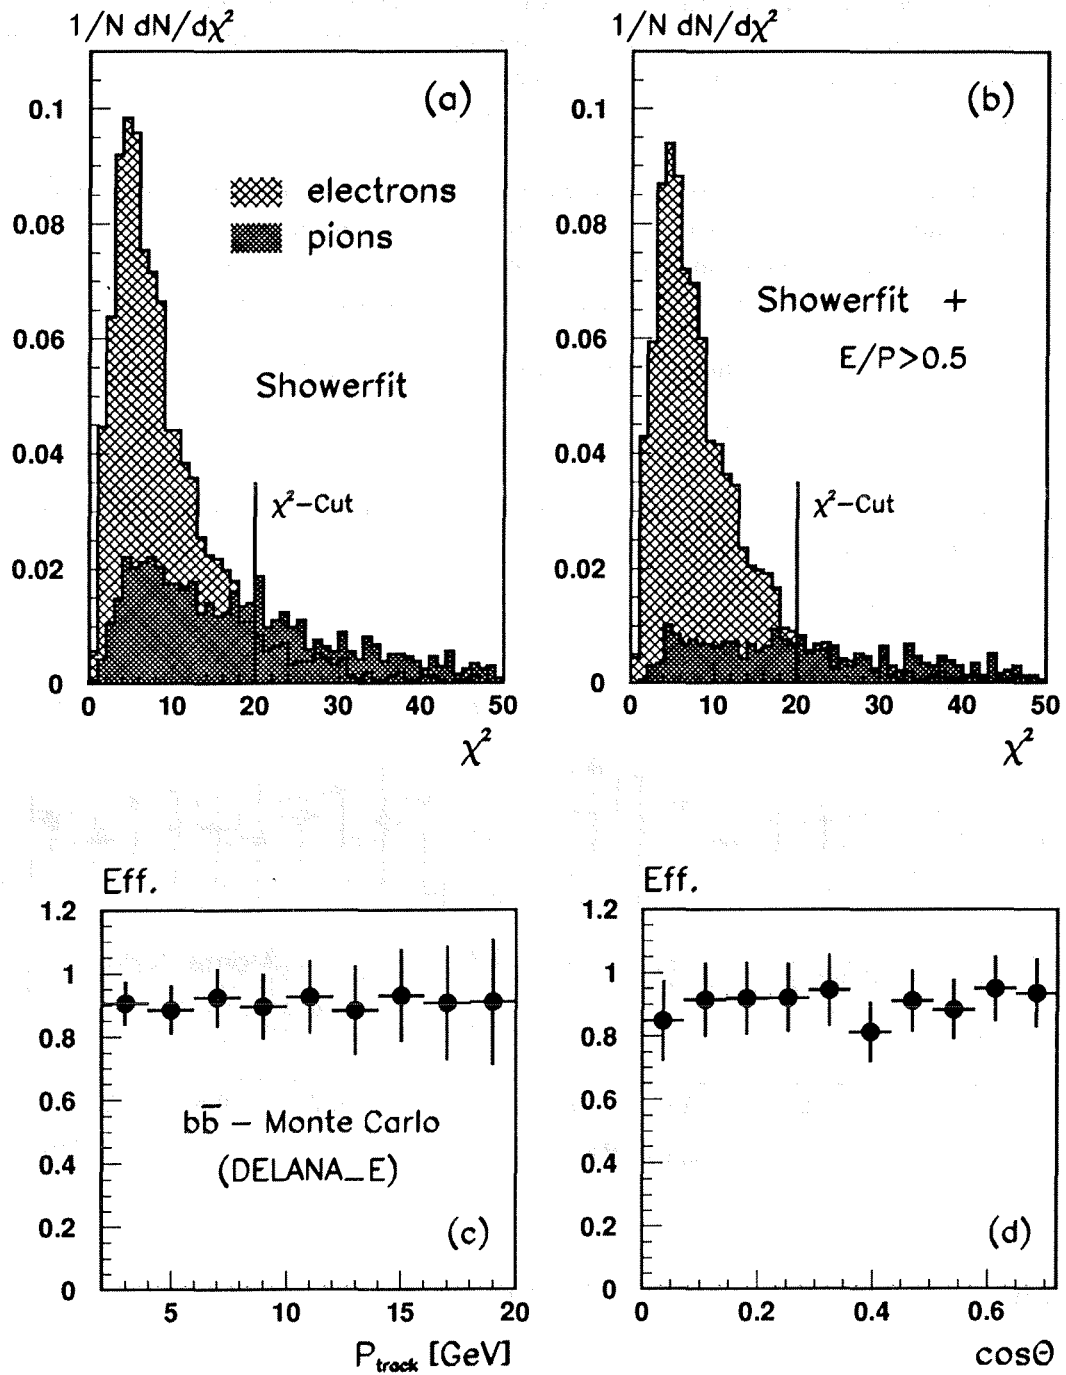 1/N dN/dχ²
(a)
0.1
0.08
0.06
0.04
0.02
0
electrons
pions
Showerfit
χ²-Cut
0 10 20 30 40 50
χ²
1/N dN/dχ²
(b)
0.1
0.08
0.06
0.04
0.02
0
Showerfit +
E/P>0.5
χ²-Cut
0 10 20 30 40 50
χ²
Eff.
1.2
1
0.8
0.6
0.4
0.2
0
bb̅ – Monte Carlo
(DELANA_E)
(c)
5 10 15 20
P_track [GeV]
Eff.
1.2
1
0.8
0.6
0.4
0.2
0
(d)
0 0.2 0.4 0.6
cosΘ